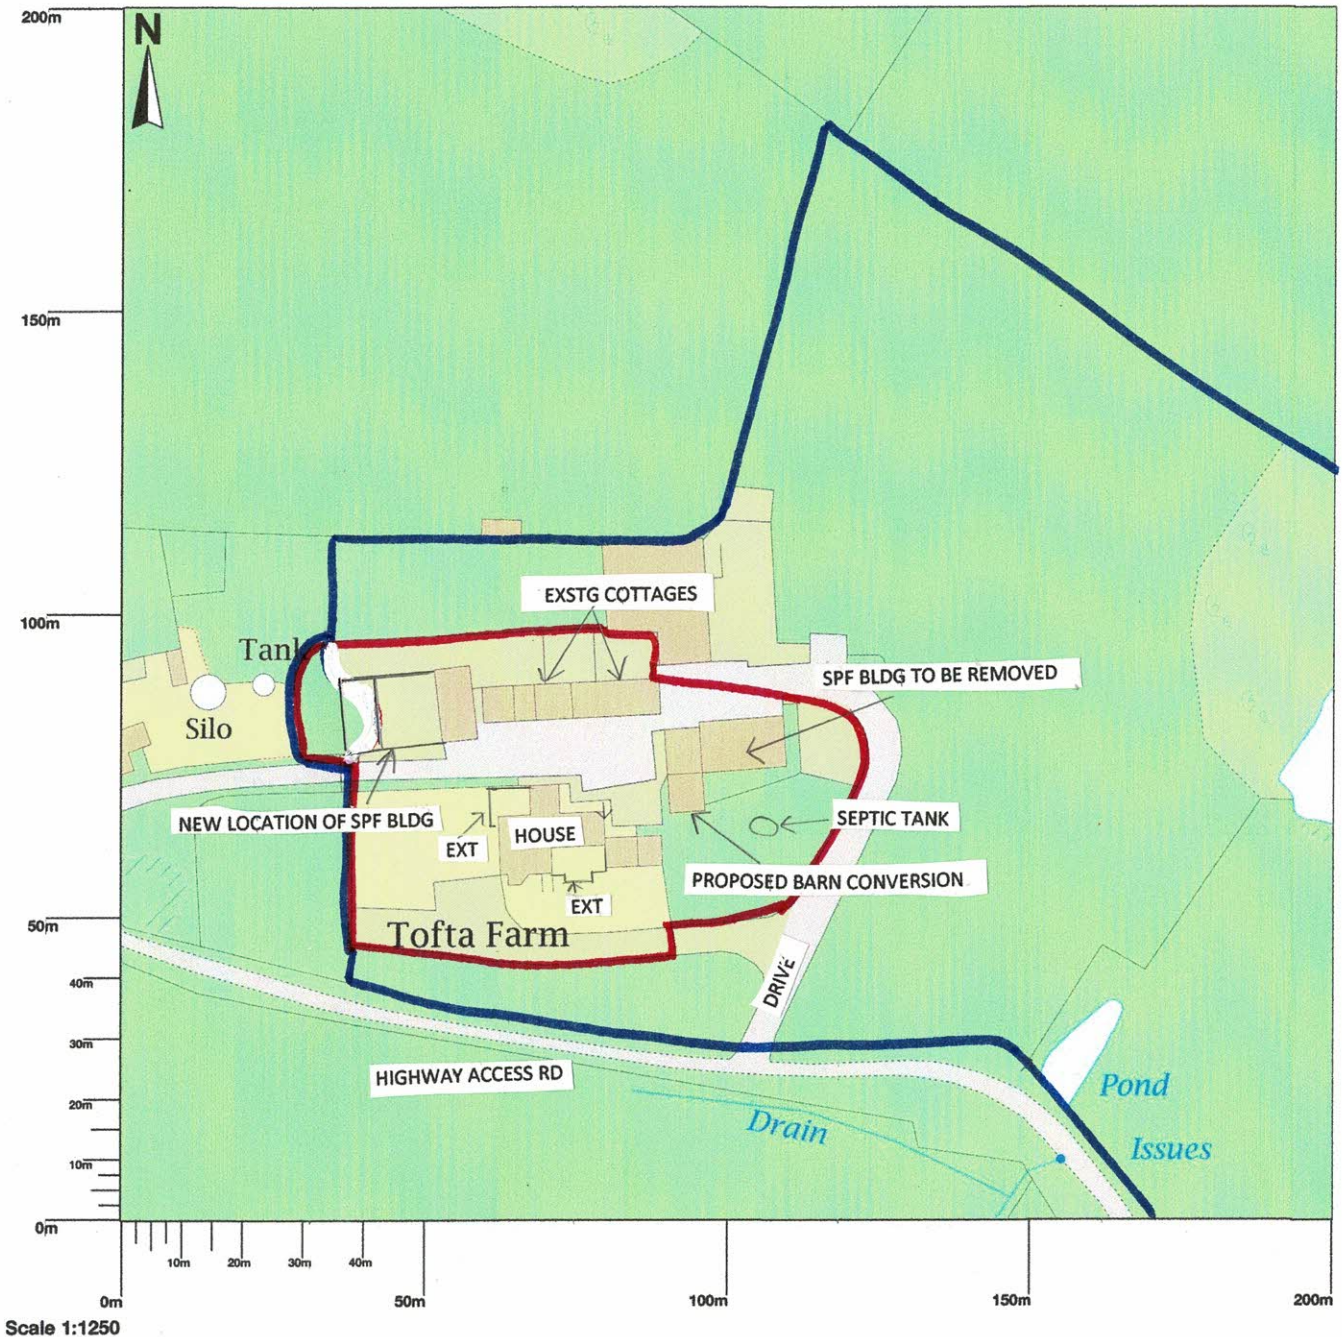 200m
N
150m
EXSTG COTTAGES
100m
Tank
SPF BLDG TO BE REMOVED
Silo
NEW LOCATION OF SPF BLDG
HOUSE
SEPTIC TANK
EXT
PROPOSED BARN CONVERSION
EXT
50m
Tofta Farm
DRIVE
40m
30m
HIGHWAY ACCESS RD
Pond
20m
Drain
Issues
10m
0m
10m 20m 30m 40m
0m 50m 100m 150m 200m
Scale 1:1250